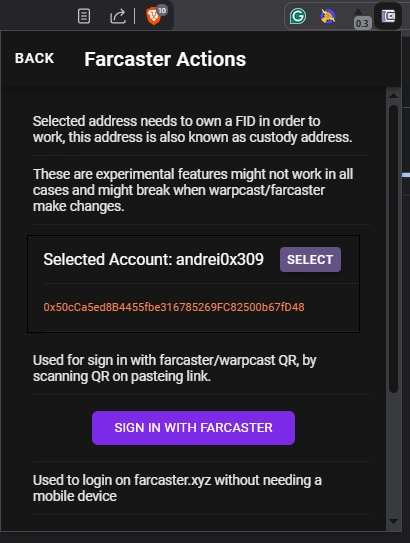 10
0.3
BACK
Farcaster Actions
Selected address needs to own a FID in order to
work, this address is also known as custody address.
These are experimental features might not work in all
cases and might break when warpcast/farcaster
make changes.
Selected Account: andrei0x309
SELECT
0x50cCa5ed8B4455fbe316785269FC82500b67fD48
Used for sign in with farcaster/warpcast QR, by
scanning QR on pasteing link.
SIGN IN WITH FARCASTER
Used to login on farcaster.xyz without needing a
mobile device